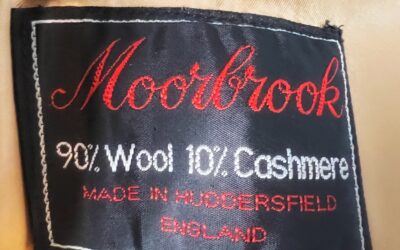 Moorbrook
90% Wool 10% Cashmere
MADE IN HUDDERSFIELD
ENGLAND